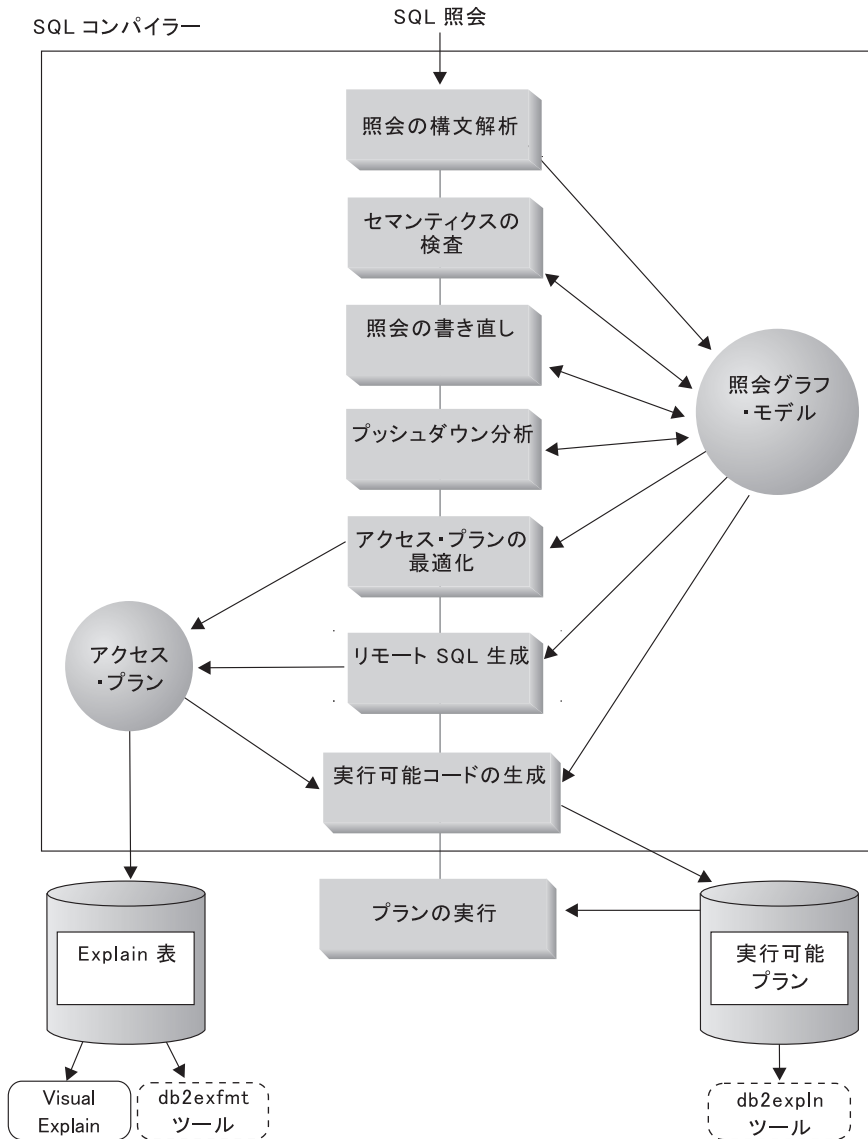 SQL コンパイラー
SQL 照会
照会の構文解析
セマンティクスの
検査
照会の書き直し
照会グラフ
・モデル
プッシュダウン分析
アクセス・プランの
最適化
リモート SQL 生成
アクセス
・プラン
実行可能コードの生成
プランの実行
Explain 表
実行可能
プラン
Visual
Explain
db2exfmt
ツール
db2expln
ツール